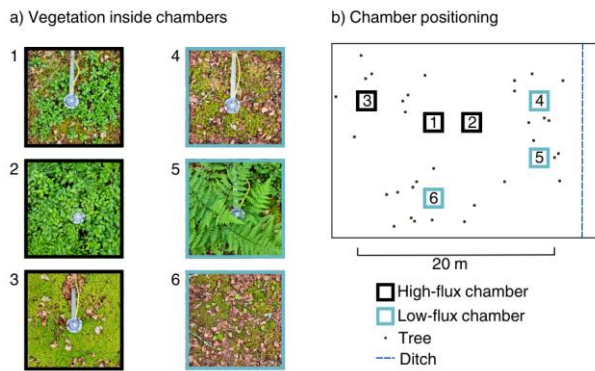 a) Vegetation inside chambers
1
4
2
5
3
6
b) Chamber positioning
3
4
1
2
5
6
20 m
High-flux chamber
Low-flux chamber
Tree
Ditch